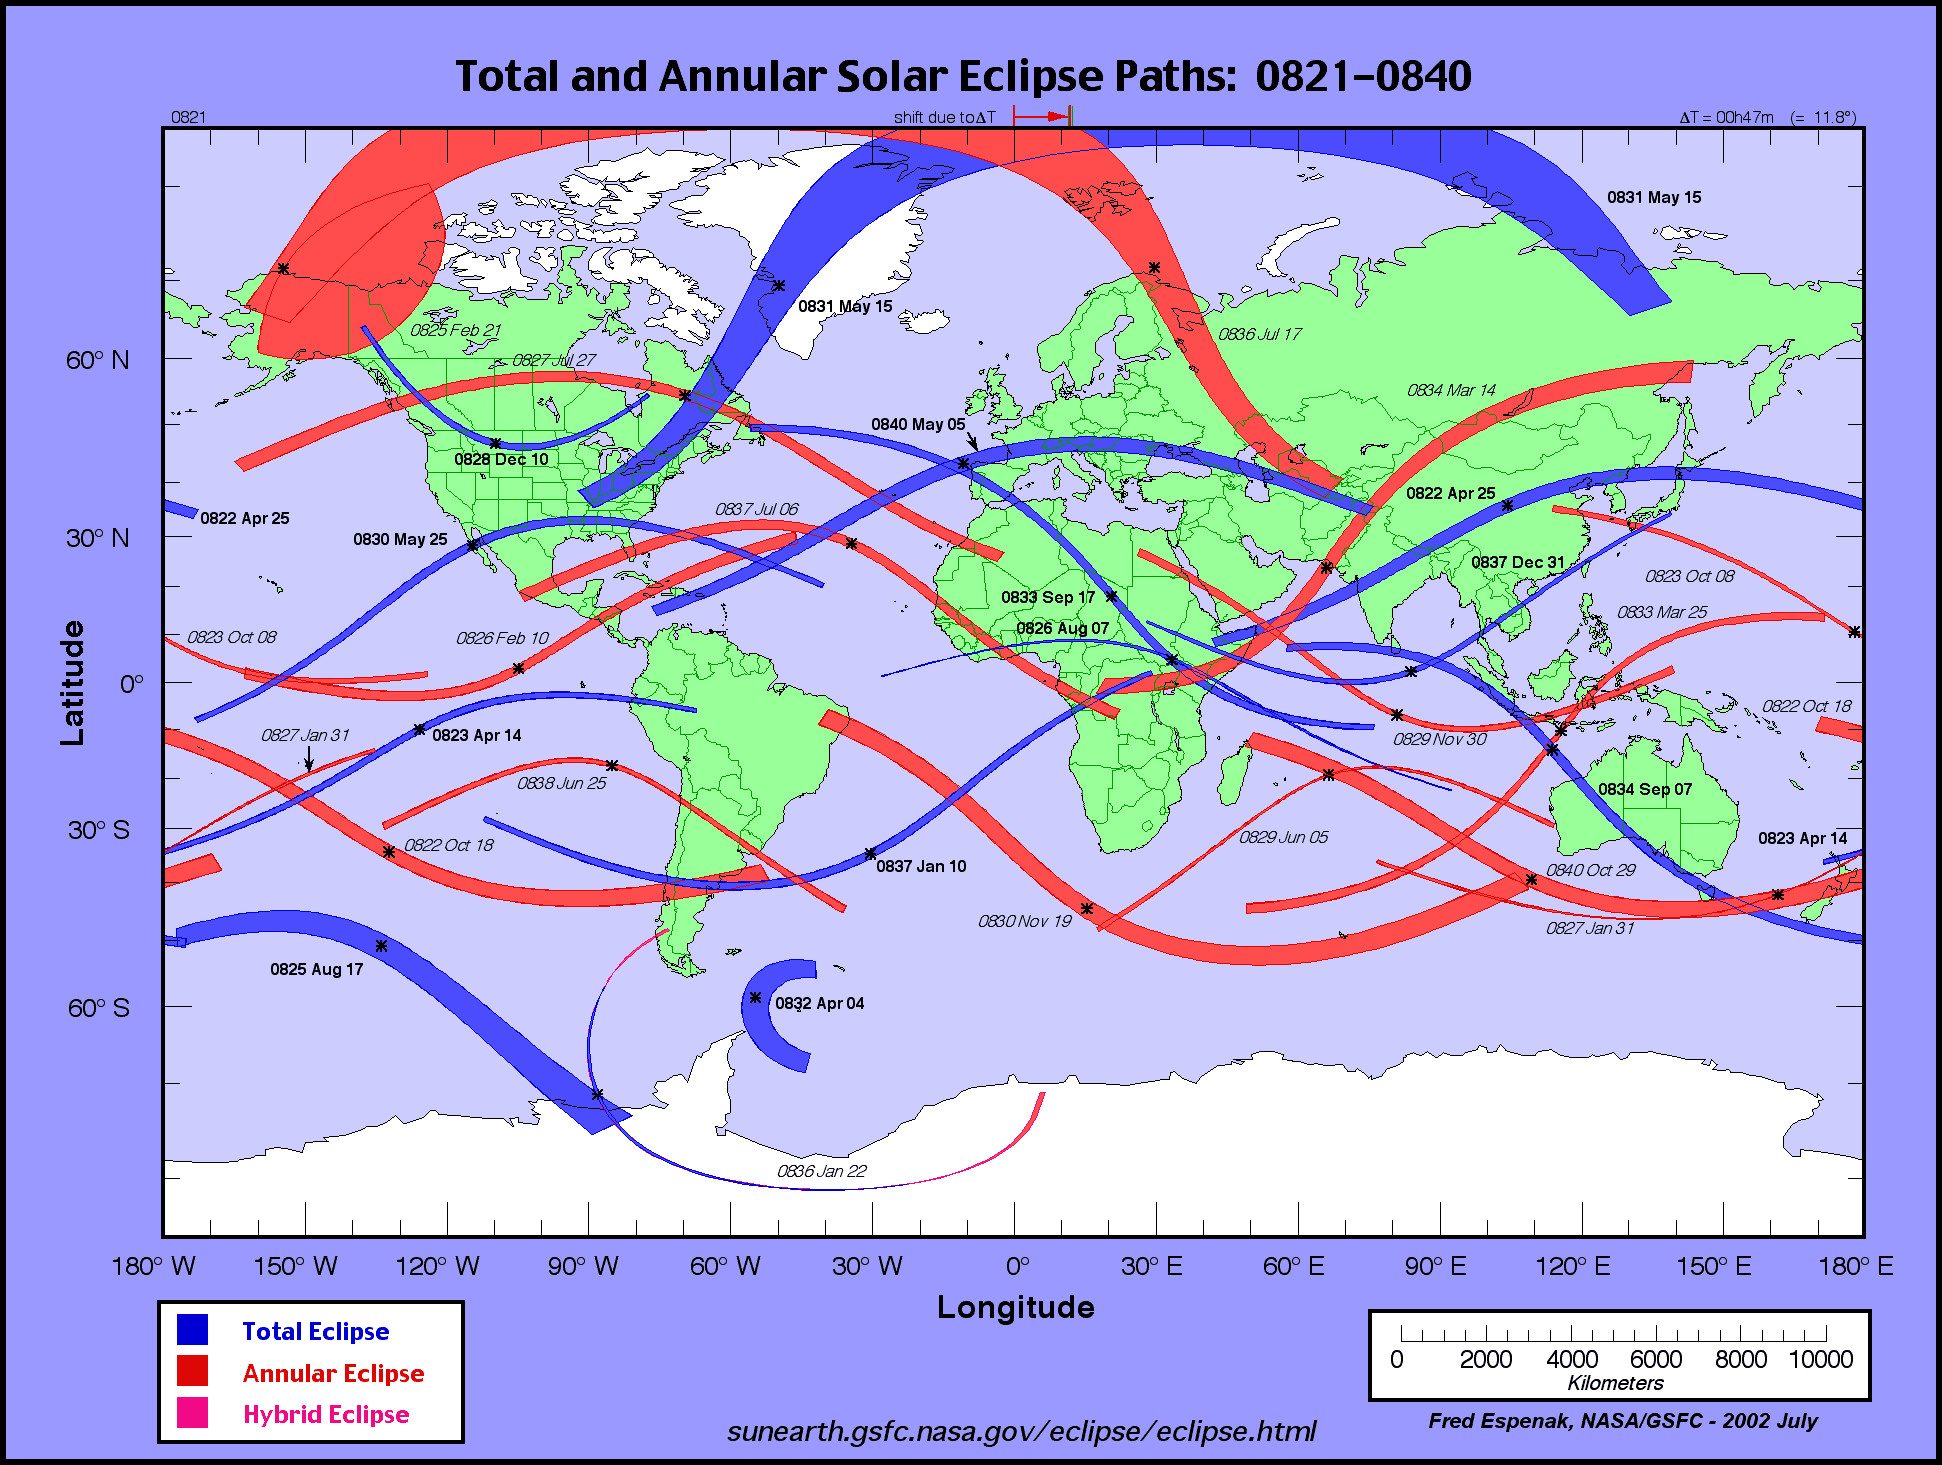 Total and Annular Solar Eclipse Paths: 0821–0840
0821
shift due to ΔT
ΔT = 00h47m (= 11.8°)
0831 May 15
0831 May 15
0825 Feb 21
0836 Jul 17
60° N
0827 Jul 27
0834 Mar 14
0840 May 05
0828 Dec 10
0822 Apr 25
0837 Jul 06
0822 Apr 25
30° N
0830 May 25
0837 Dec 31
0823 Oct 08
0833 Sep 17
0833 Mar 25
0823 Oct 08
0826 Feb 10
0826 Aug 07
Latitude
0°
0822 Oct 18
0827 Jan 31
0823 Apr 14
0829 Nov 30
0838 Jun 25
0834 Sep 07
30° S
0822 Oct 18
0829 Jun 05
0823 Apr 14
0837 Jan 10
0840 Oct 29
0830 Nov 19
0827 Jan 31
0825 Aug 17
60° S
0832 Apr 04
0836 Jan 22
180° W 150° W 120° W 90° W 60° W 30° W 0° 30° E 60° E 90° E 120° E 150° E 180° E
Longitude
Total Eclipse
Annular Eclipse
Hybrid Eclipse
0 2000 4000 6000 8000 10000
Kilometers
Fred Espenak, NASA/GSFC - 2002 July
sunearth.gsfc.nasa.gov/eclipse/eclipse.html